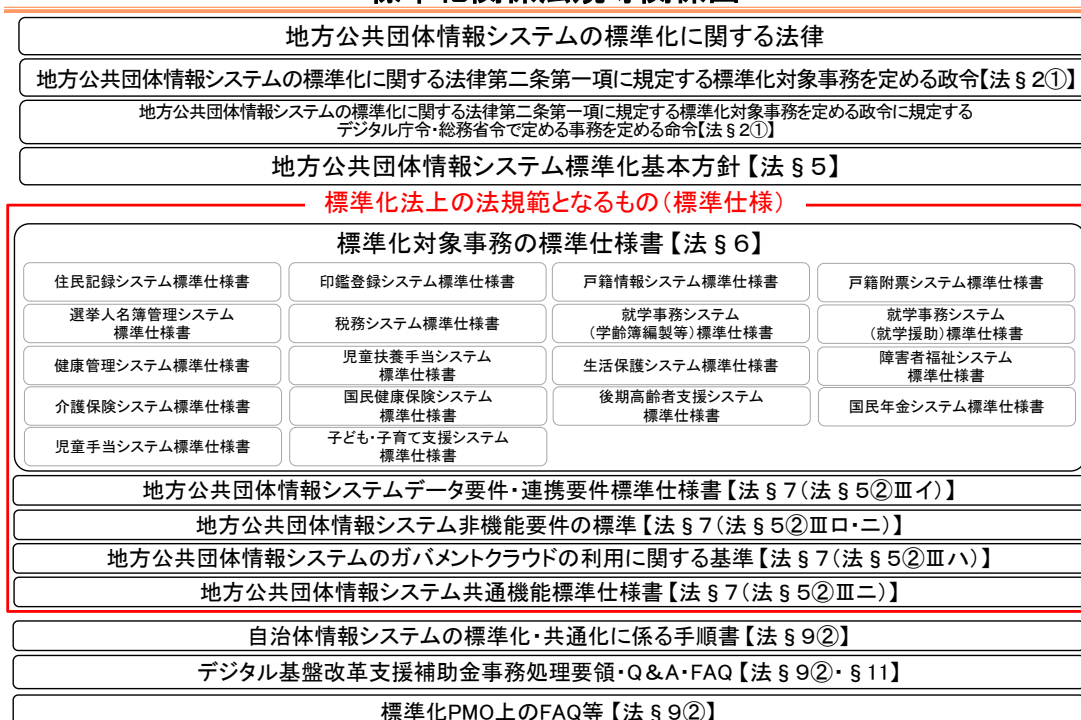 地方公共団体情報システムの標準化に関する法律
地方公共団体情報システムの標準化に関する法律第二条第一項に規定する標準化対象事務を定める政令【法§2①】
地方公共団体情報システムの標準化に関する法律第二条第一項に規定する標準化対象事務を定める政令に規定する
デジタル庁令・総務省令で定める事務を定める命令【法§2①】
地方公共団体情報システム標準化基本方針【法§5】
標準化法上の法規範となるもの（標準仕様）
標準化対象事務の標準仕様書【法§6】
住民記録システム標準仕様書
印鑑登録システム標準仕様書
戸籍情報システム標準仕様書
戸籍附票システム標準仕様書
選挙人名簿管理システム
標準仕様書
税務システム標準仕様書
就学事務システム
（学齢簿編製等）標準仕様書
就学事務システム
（就学援助）標準仕様書
健康管理システム標準仕様書
児童扶養手当システム
標準仕様書
生活保護システム標準仕様書
障害者福祉システム
標準仕様書
介護保険システム標準仕様書
国民健康保険システム
標準仕様書
後期高齢者支援システム
標準仕様書
国民年金システム標準仕様書
児童手当システム標準仕様書
子ども・子育て支援システム
標準仕様書
地方公共団体情報システムデータ要件・連携要件標準仕様書【法§7（法§5②Ⅲイ）】
地方公共団体情報システム非機能要件の標準【法§7（法§5②Ⅲロ・ニ）】
地方公共団体情報システムのガバメントクラウドの利用に関する基準【法§7（法§5②Ⅲハ）】
地方公共団体情報システム共通機能標準仕様書【法§7（法§5②Ⅲニ）】
自治体情報システムの標準化・共通化に係る手順書【法§9②】
デジタル基盤改革支援補助金事務処理要領・Q&A・FAQ【法§9②・§11】
標準化PMO上のFAQ等【法§9②】